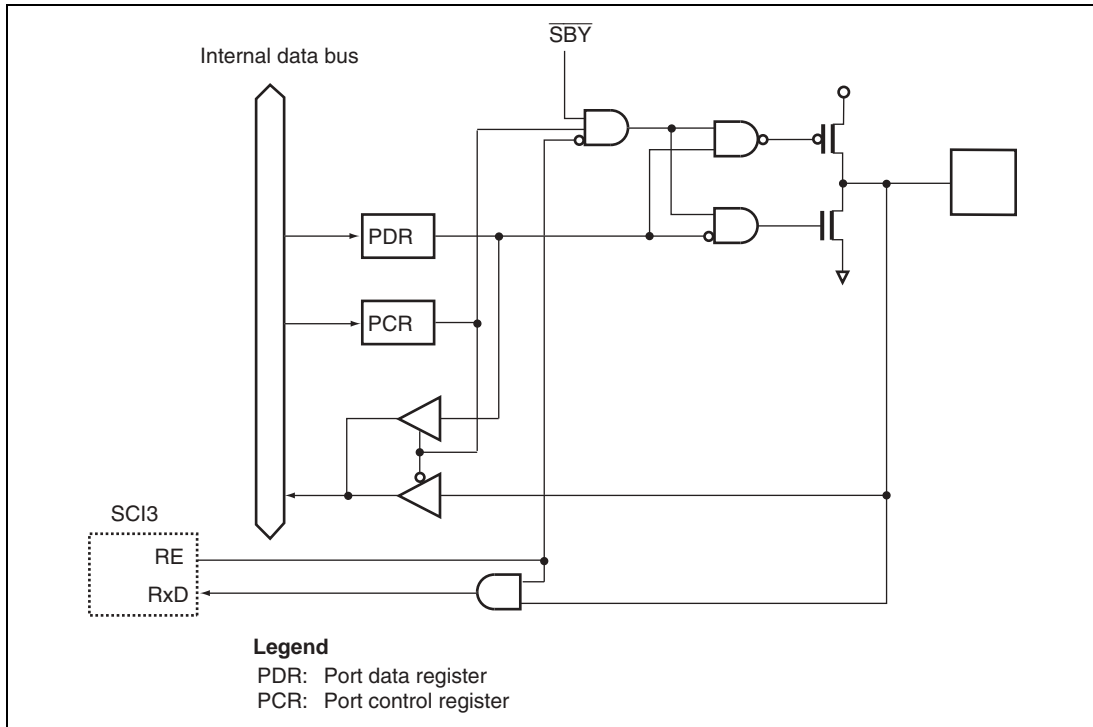 SBY
Internal data bus
PDR
PCR
SCI3
RE
RxD
Legend
PDR: Port data register
PCR: Port control register